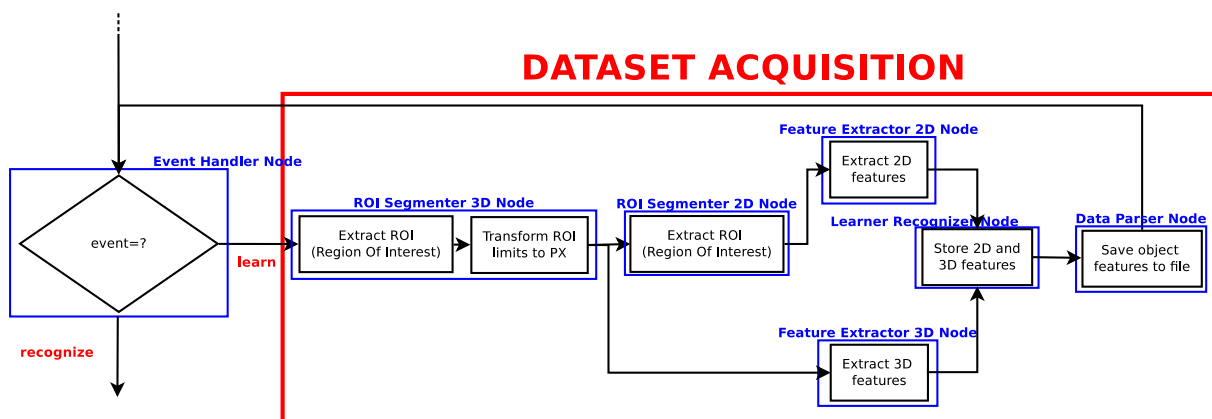 DATASET ACQUISITION
Event Handler Node
event=?
learn
recognize
ROI Segmenter 3D Node
Extract ROI
(Region Of Interest)
Transform ROI
limits to PX
ROI Segmenter 2D Node
Extract ROI
(Region Of Interest)
Feature Extractor 2D Node
Extract 2D
features
Feature Extractor 3D Node
Extract 3D
features
Learner Recognizer Node
Store 2D and
3D features
Data Parser Node
Save object
features to file